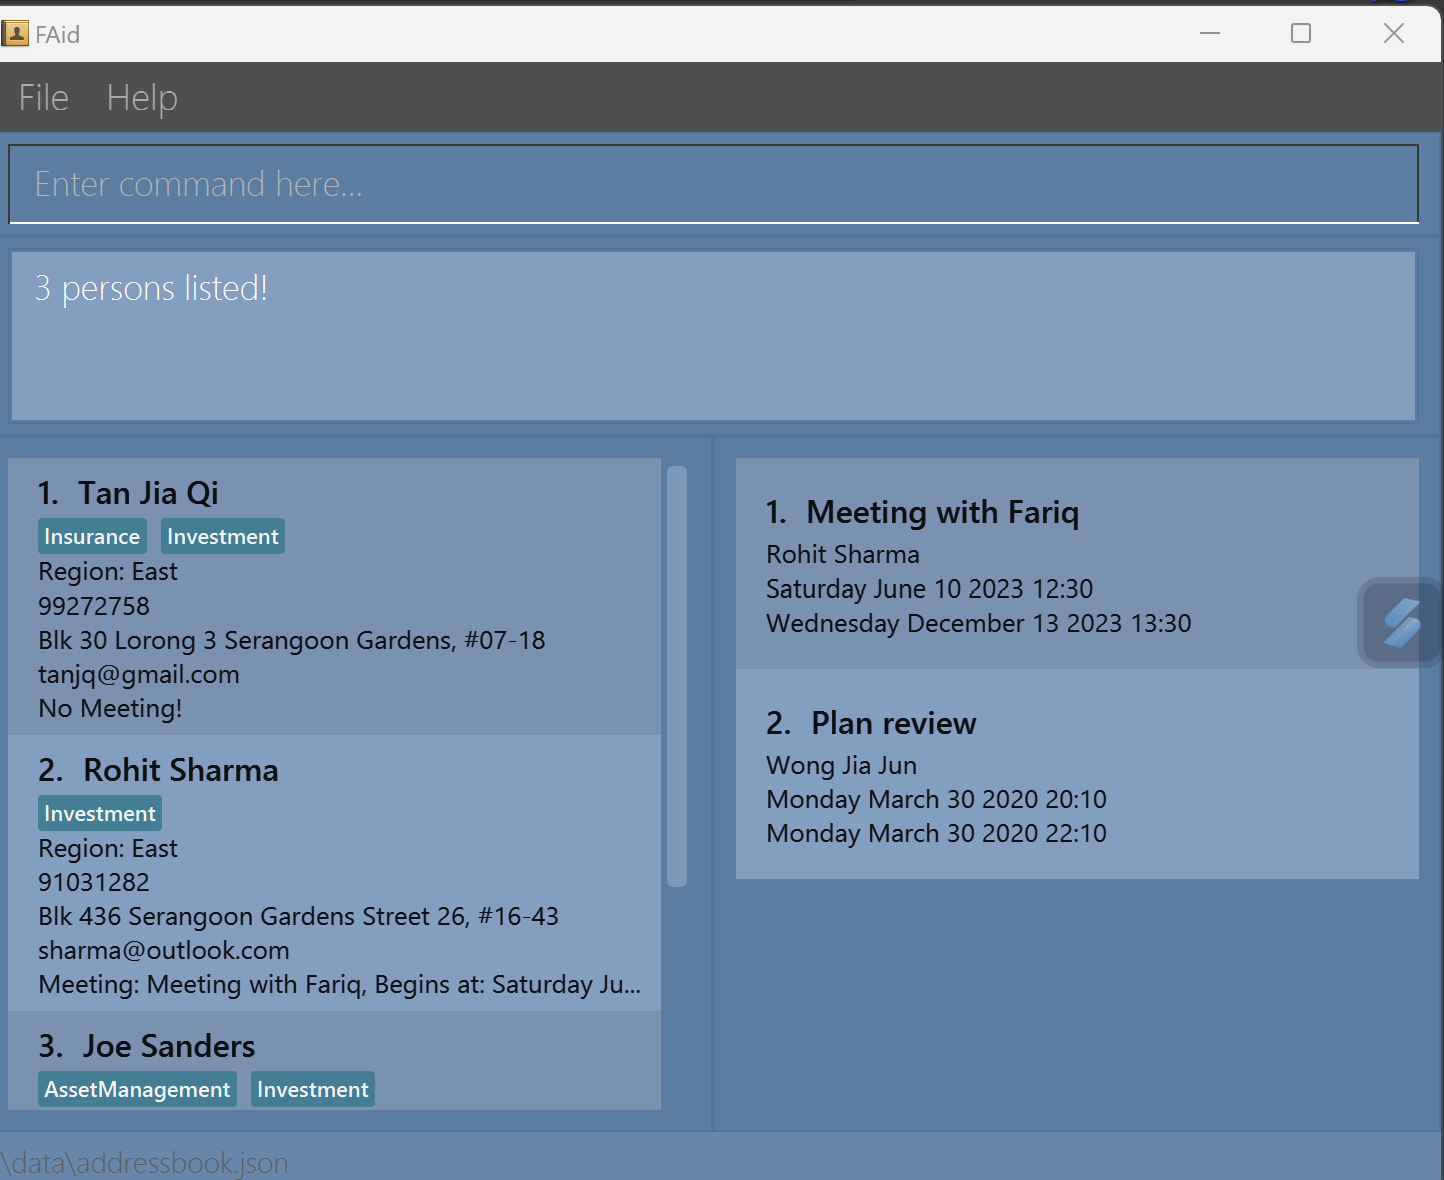 FAid
File Help
Enter command here...
3 persons listed!
1. Tan Jia Qi
Insurance Investment
Region: East
99272758
Blk 30 Lorong 3 Serangoon Gardens, #07-18
tanjq@gmail.com
No Meeting!
2. Rohit Sharma
Investment
Region: East
91031282
Blk 436 Serangoon Gardens Street 26, #16-43
sharma@outlook.com
Meeting: Meeting with Fariq, Begins at: Saturday Ju...
3. Joe Sanders
AssetManagement Investment
1. Meeting with Fariq
Rohit Sharma
Saturday June 10 2023 12:30
Wednesday December 13 2023 13:30
2. Plan review
Wong Jia Jun
Monday March 30 2020 20:10
Monday March 30 2020 22:10
\data\addressbook.json